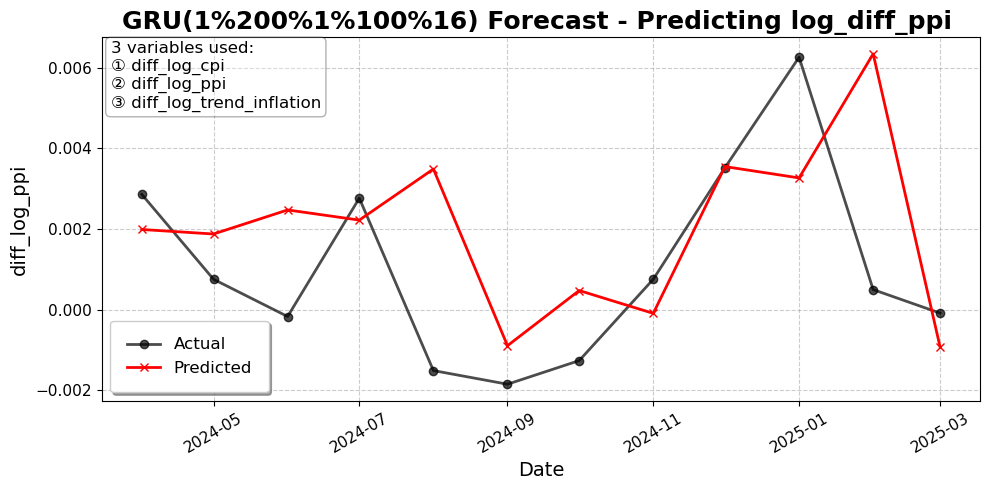 GRU(1%200%1%100%16) Forecast - Predicting log_diff_ppi
3 variables used:
① diff_log_cpi
② diff_log_ppi
③ diff_log_trend_inflation
diff_log_ppi
0.006
0.004
0.002
0.000
−0.002
Actual
Predicted
2024-05
2024-07
2024-09
2024-11
2025-01
2025-03
Date